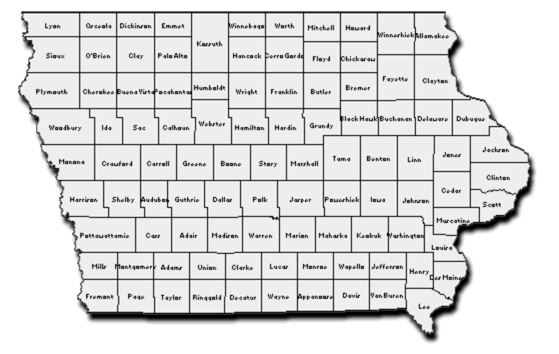 Lyon Osceola Dickinson Emmet Kossuth Winnebago Worth Mitchell Howard Winneshiek Allamakee
Sioux O'Brien Clay Palo Alto Hancock Cerro Gordo Floyd Chickasaw
Plymouth Cherokee Buena Vista Pocahontas Humboldt Wright Franklin Butler Bremer Fayette Clayton
Woodbury Ida Sac Calhoun Webster Hamilton Hardin Grundy Black Hawk Buchanan Delaware Dubuque
Monona Crawford Carroll Greene Boone Story Marshall Tama Benton Linn Jones Jackson
Clinton
Harrison Shelby Audubon Guthrie Dallar Polk Jasper Poweshiek Iowa Johnson Cedar Scott
Muscatine
Pottawattamie Cass Adair Madison Warren Marion Mahaska Keokuk Washington Louisa
Mills Montgomery Adams Union Clarke Lucas Monroe Wapello Jefferson Henry Des Moines
Fremont Page Taylor Ringgold Decatur Wayne Appanoose Davis Van Buren Lee